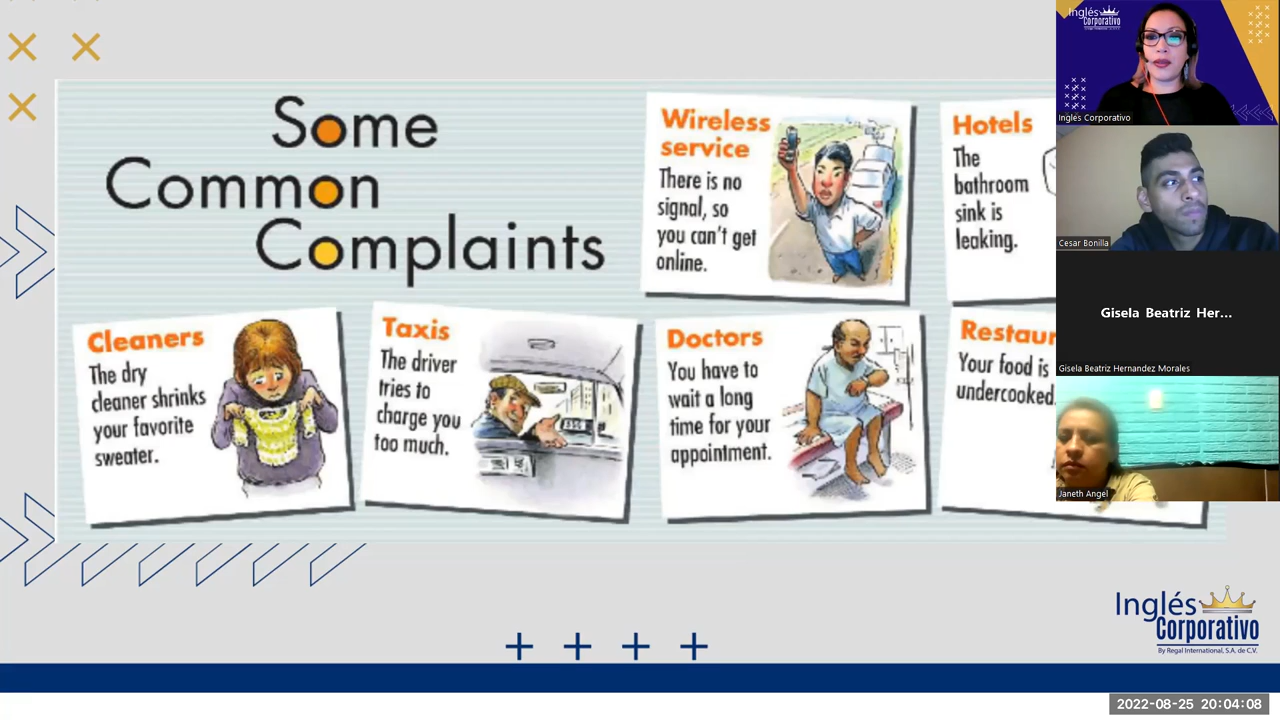 Some
Common
Complaints
Wireless
service
There is no
signal, so
you can't get
online.
Hotels
The
bathroom
sink is
leaking.
Cleaners
The dry
cleaner shrinks
your favorite
sweater.
Taxis
The driver
tries to
charge you
too much.
Doctors
You have to
wait a long
time for your
appointment.
Restaur
Your food is
undercooked.
Inglés
Corporativo
Inglés Corporativo
Cesar Bonilla
Gisela Beatriz Her...
Gisela Beatriz Hernandez Morales
Janeth Angel
Inglés
Corporativo
By Regal International, S.A. de C.V.
2022-08-25 20:04:08